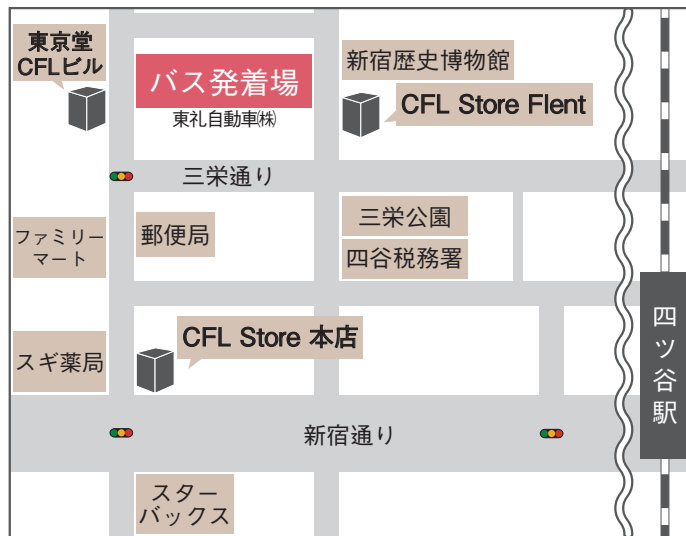 東京堂
CFLビル
バス発着場
東礼自動車㈱
新宿歴史博物館
CFL Store Flent
三栄通り
ファミリー
マート
郵便局
三栄公園
四谷税務署
スギ薬局
CFL Store 本店
四ツ谷駅
新宿通り
スター
バックス